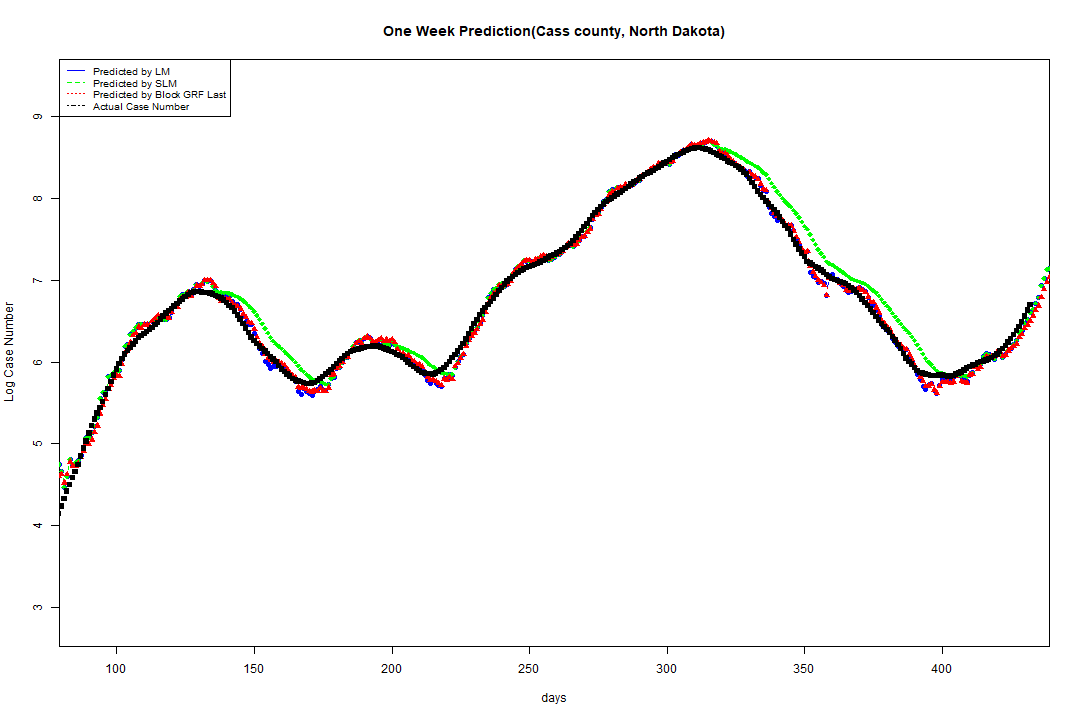 One Week Prediction(Cass county, North Dakota)
Predicted by LM
Predicted by SLM
Predicted by Block GRF Last
Actual Case Number
9
8
7
6
5
4
3
Log Case Number
100 150 200 250 300 350 400
days